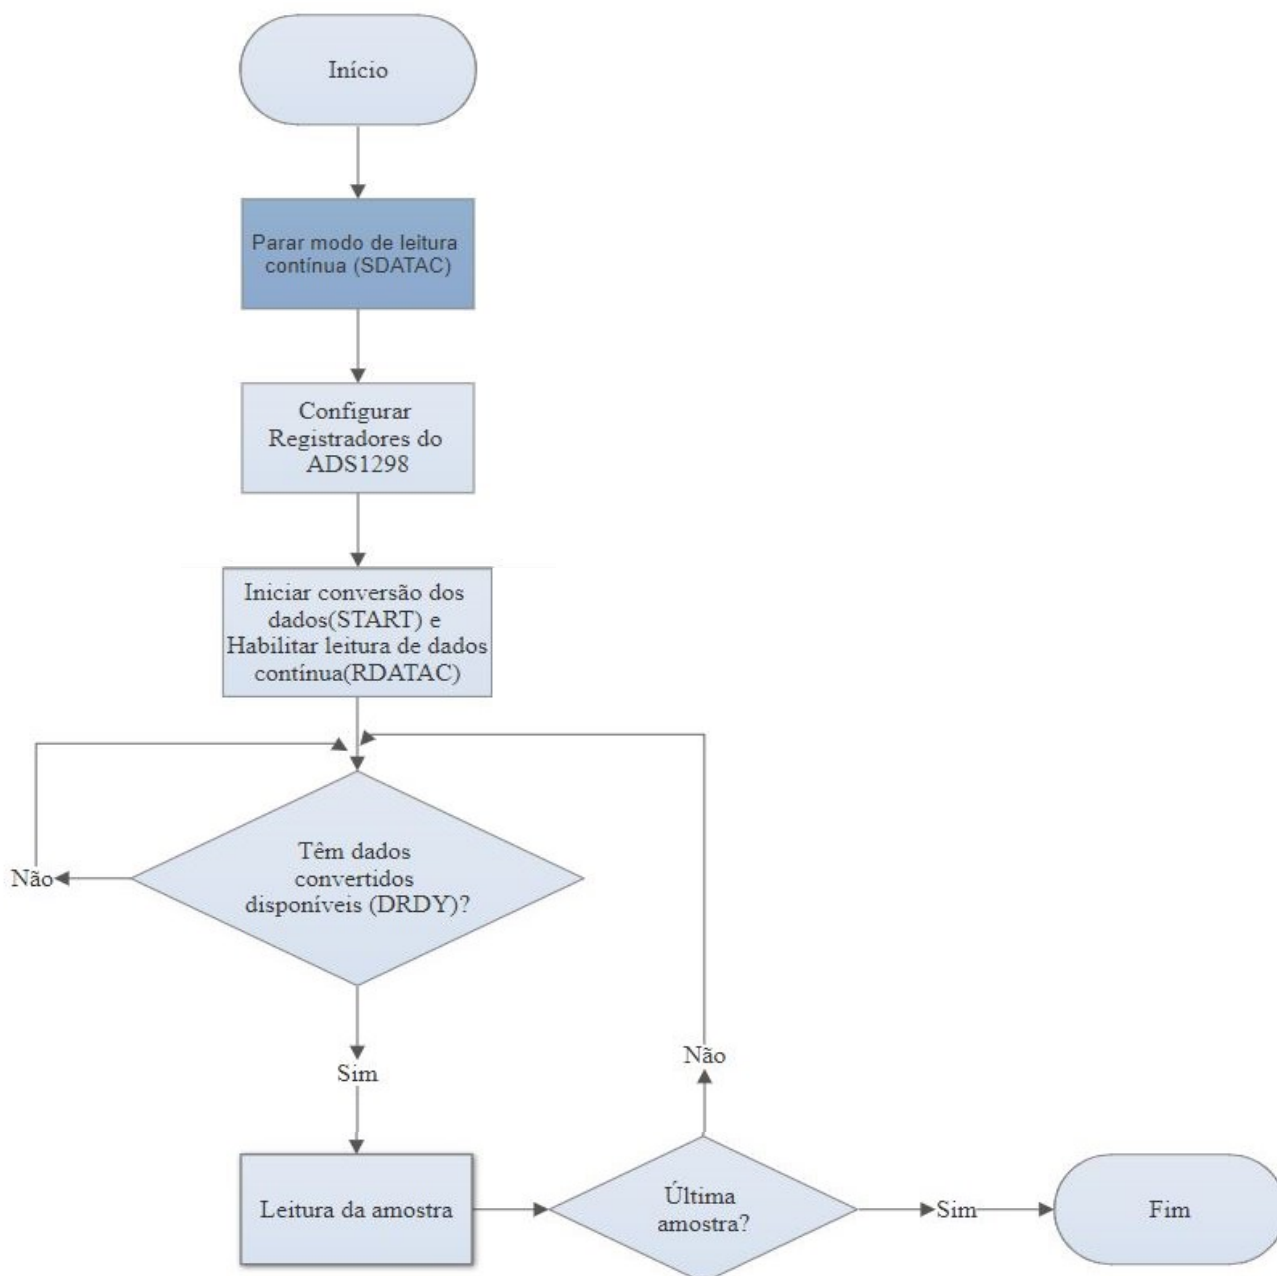 Início
Parar modo de leitura
contínua (SDATAC)
Configurar
Registradores do
ADS1298
Iniciar conversão dos
dados(START) e
Habilitar leitura de dados
contínua(RDATAC)
Têm dados
convertidos
disponíveis (DRDY)?
Não
Sim
Leitura da amostra
Última
amostra?
Não
Sim
Fim